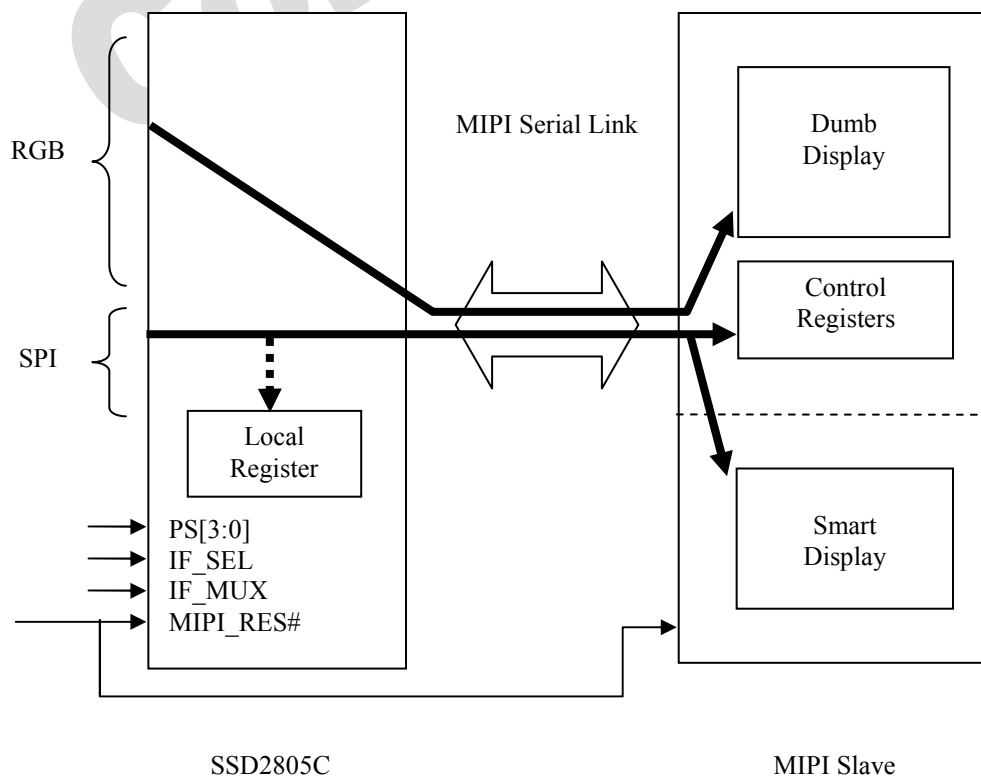 RGB
SPI
MIPI Serial Link
Dumb
Display
Control
Registers
Local
Register
Smart
Display
PS[3:0]
IF_SEL
IF_MUX
MIPI_RES#
SSD2805C
MIPI Slave